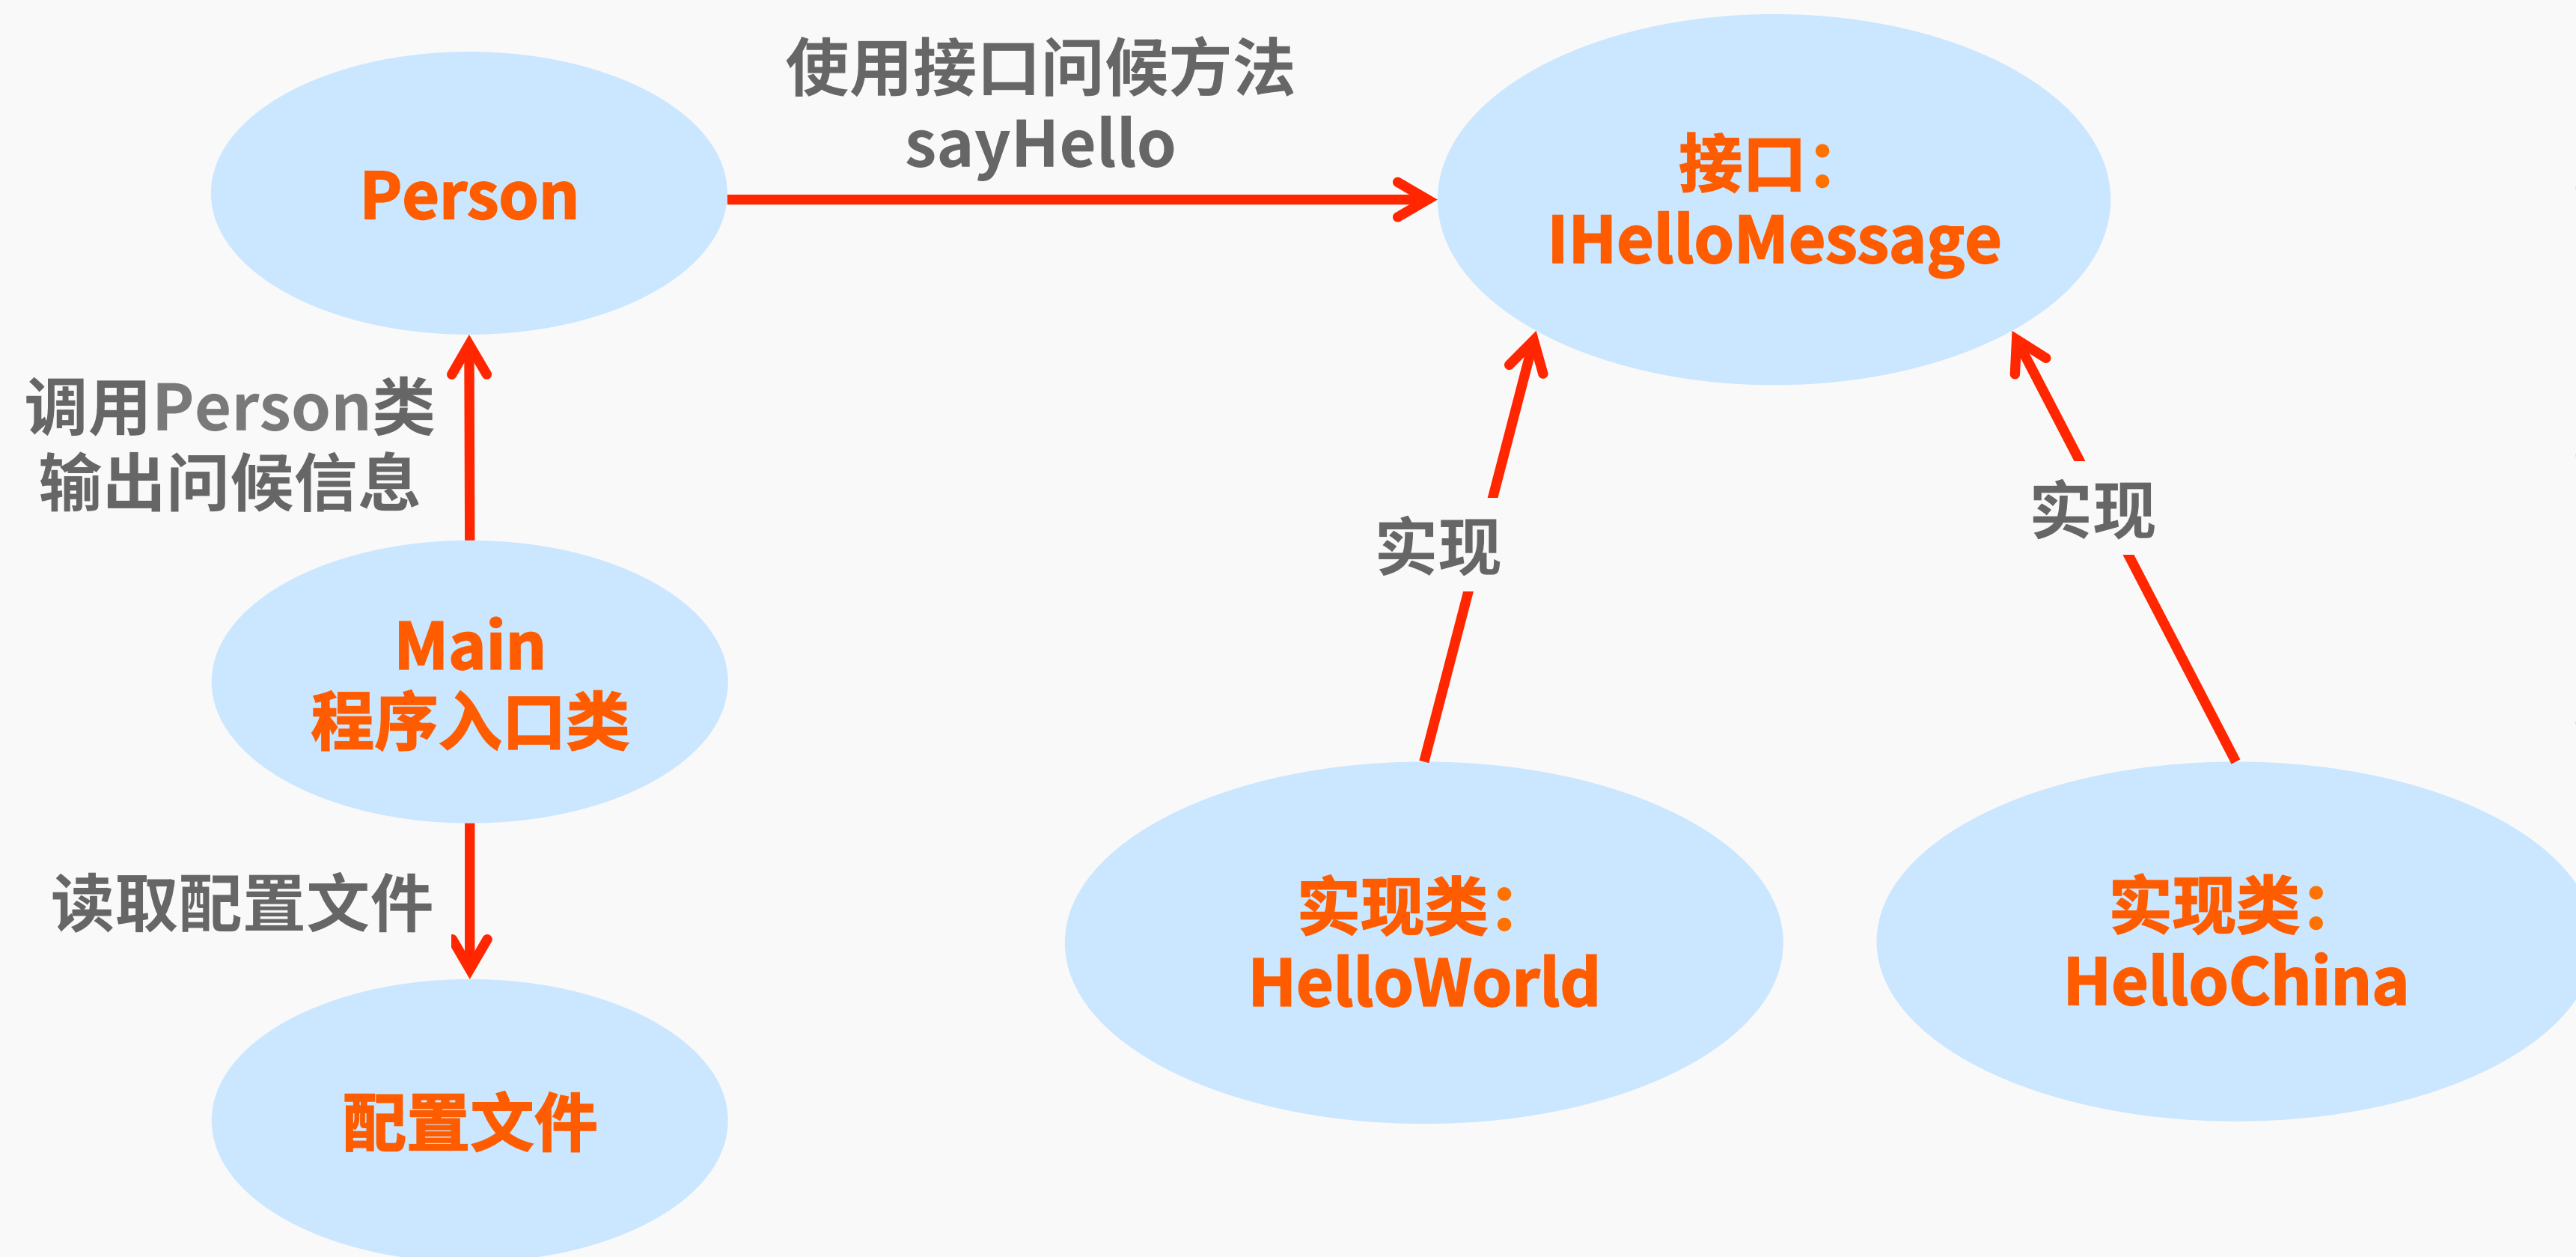 使用接口问候方法
sayHello
Person
接口：
IHelloMessage
调用Person类
输出问候信息
实现
实现
Main
程序入口类
读取配置文件
实现类：
HelloWorld
实现类：
HelloChina
配置文件